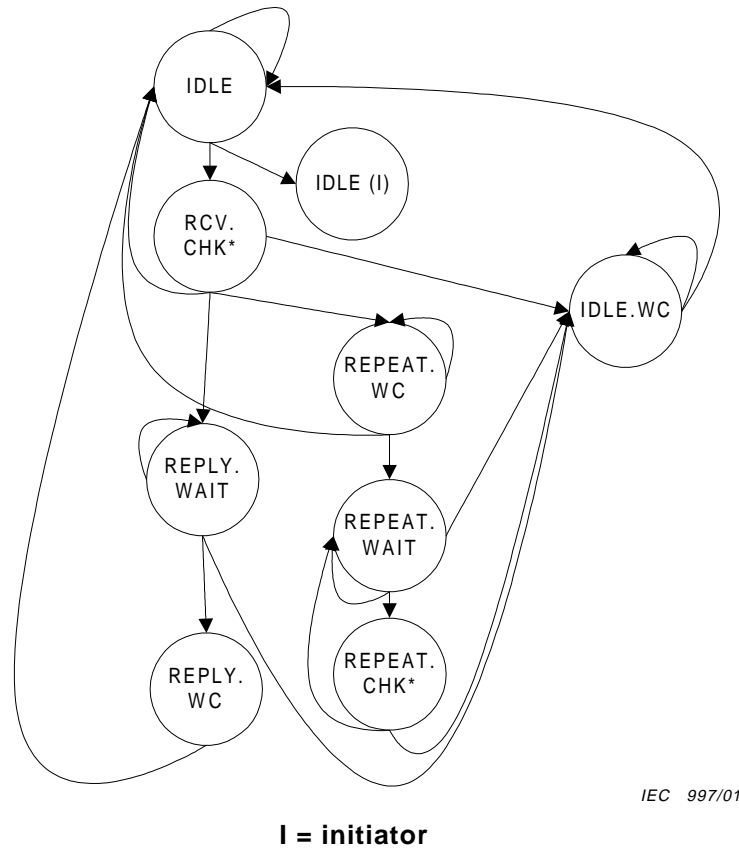 IDLE
IDLE (I)
RCV.
CHK*
IDLE.WC
REPEAT.
WC
REPLY.
WAIT
REPEAT.
WAIT
REPEAT.
CHK*
REPLY.
WC
IEC 997/01
I = initiator